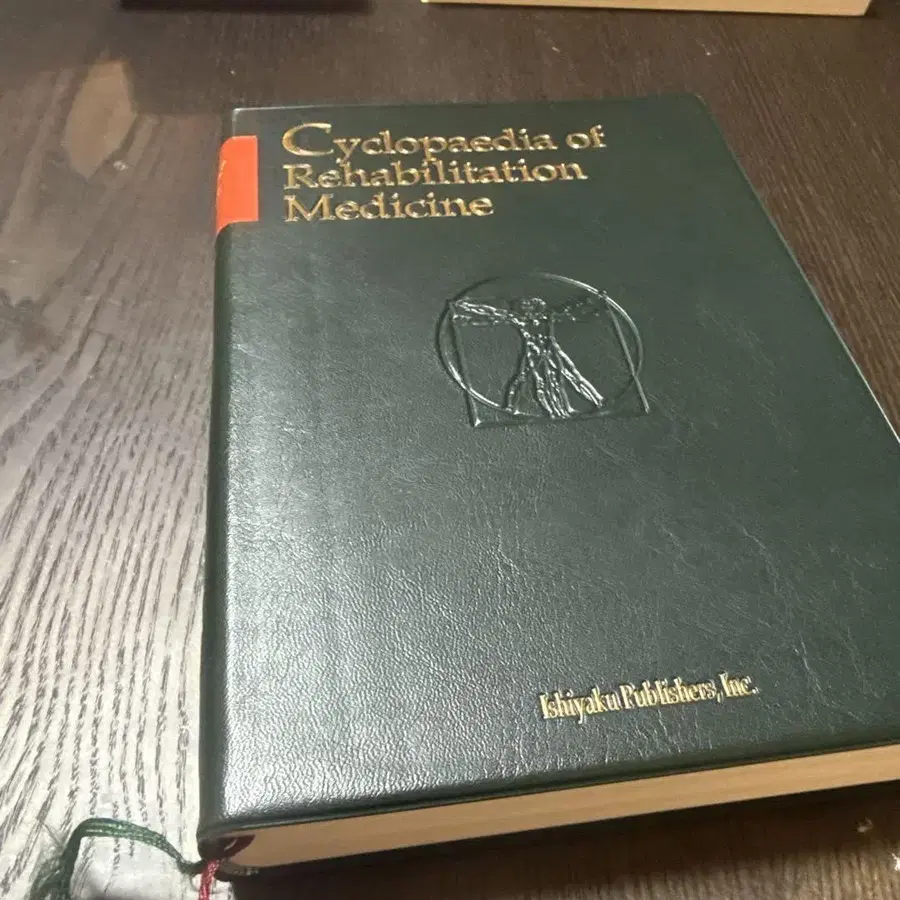 Cyclopaedia of
Rehabilitation
Medicine
Ishiyaku Publishers, Inc.